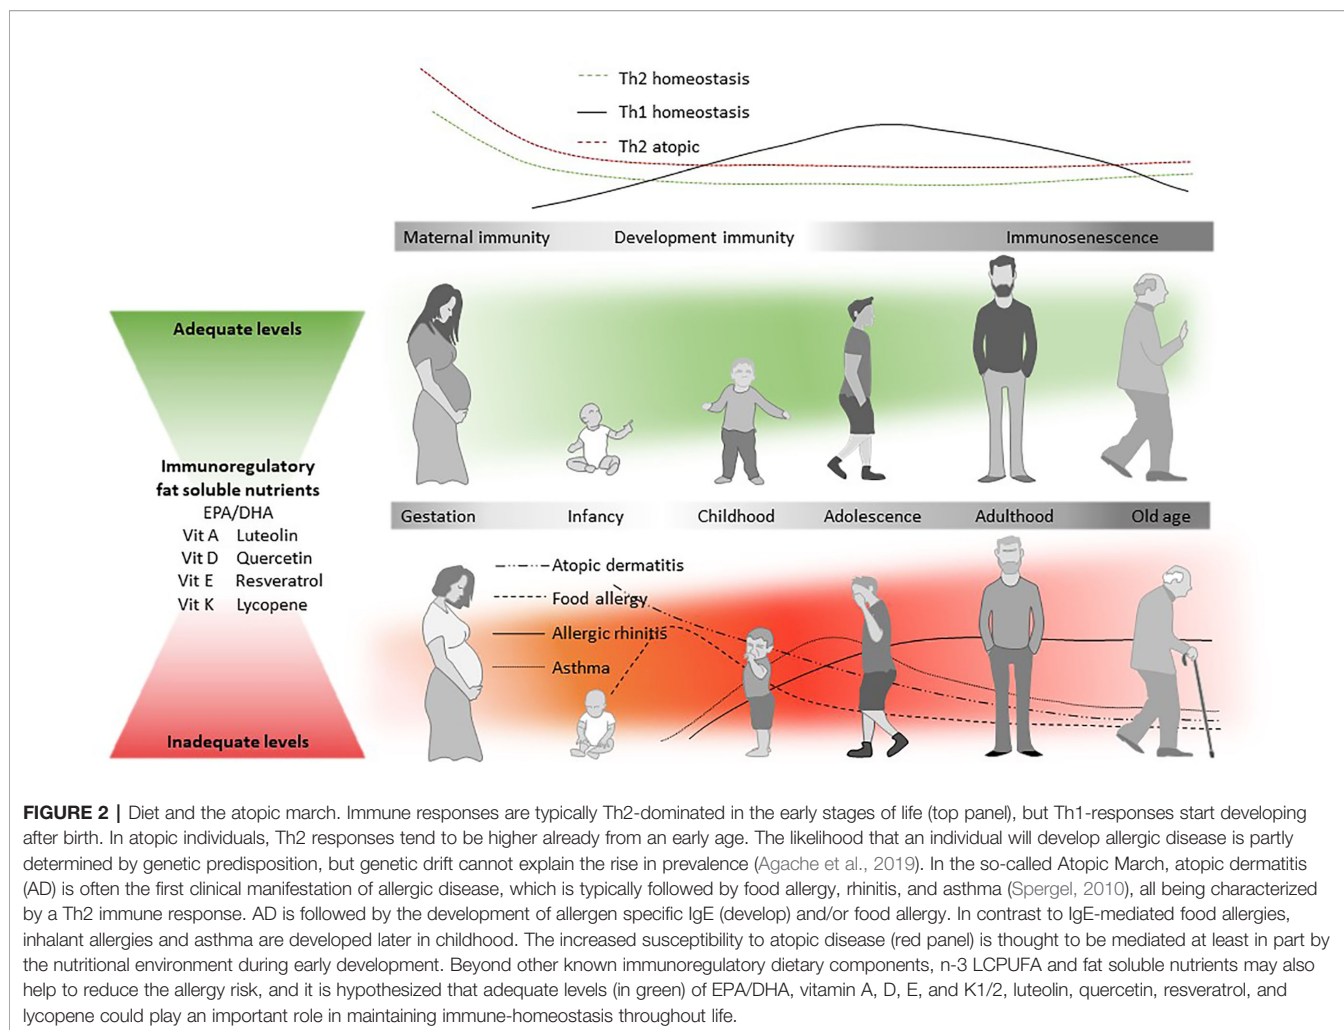 Th2 homeostasis
Th1 homeostasis
Th2 atopic
Maternal immunity Development immunity Immunosenescence
Adequate levels
Immunoregulatory
fat soluble nutrients
EPA/DHA
Vit A Luteolin
Vit D Quercetin
Vit E Resveratrol
Vit K Lycopene
Inadequate levels
Gestation Infancy Childhood Adolescence Adulthood Old age
Atopic dermatitis
Food allergy
Allergic rhinitis
Asthma
FIGURE 2 | Diet and the atopic march. Immune responses are typically Th2-dominated in the early stages of life (top panel), but Th1-responses start developing
after birth. In atopic individuals, Th2 responses tend to be higher already from an early age. The likelihood that an individual will develop allergic disease is partly
determined by genetic predisposition, but genetic drift cannot explain the rise in prevalence (Agache et al., 2019). In the so-called Atopic March, atopic dermatitis
(AD) is often the first clinical manifestation of allergic disease, which is typically followed by food allergy, rhinitis, and asthma (Spergel, 2010), all being characterized
by a Th2 immune response. AD is followed by the development of allergen specific IgE (develop) and/or food allergy. In contrast to IgE-mediated food allergies,
inhalant allergies and asthma are developed later in childhood. The increased susceptibility to atopic disease (red panel) is thought to be mediated at least in part by
the nutritional environment during early development. Beyond other known immunoregulatory dietary components, n-3 LCPUFA and fat soluble nutrients may also
help to reduce the allergy risk, and it is hypothesized that adequate levels (in green) of EPA/DHA, vitamin A, D, E, and K1/2, luteolin, quercetin, resveratrol, and
lycopene could play an important role in maintaining immune-homeostasis throughout life.